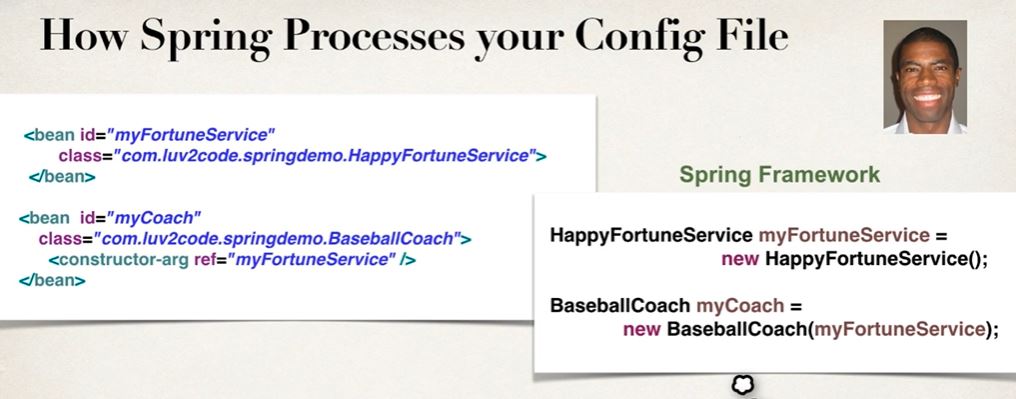 How Spring Processes your Config File
<bean id="myFortuneService"
class="com.luv2code.springdemo.HappyFortuneService">
</bean>
<bean id="myCoach"
class="com.luv2code.springdemo.BaseballCoach">
<constructor-arg ref="myFortuneService" />
</bean>
Spring Framework
HappyFortuneService myFortuneService =
new HappyFortuneService();
BaseballCoach myCoach =
new BaseballCoach(myFortuneService);